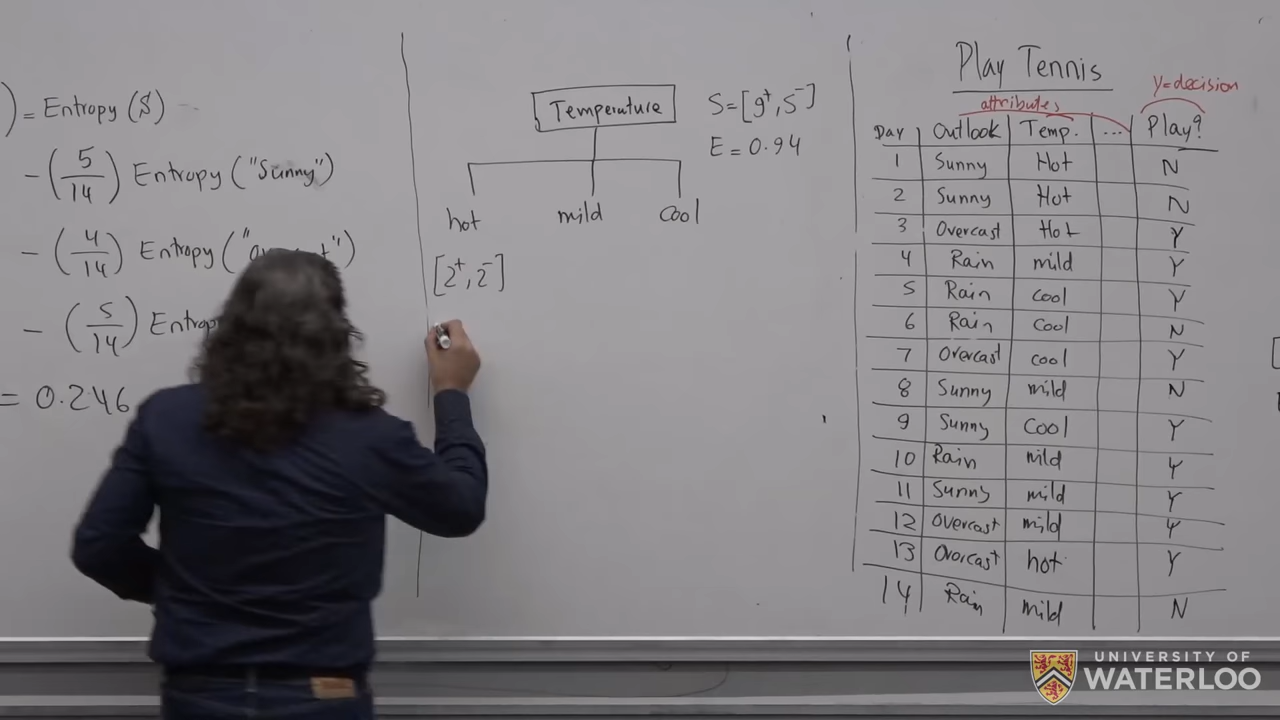 ) = Entropy (S)
- (5/14) Entropy ("Sunny")
- (4/14) Entropy ("
- (5/14) Entrop
= 0.246
Temperature
S=[9+, 5-]
E = 0.94
hot mild cool
[2+, 2-]
Play Tennis
y=decision
attributes
Day Outlook Temp. ... Play?
1 Sunny Hot N
2 Sunny Hot N
3 Overcast Hot Y
4 Rain mild Y
5 Rain cool Y
6 Rain Cool N
7 Overcast cool Y
8 Sunny mild N
9 Sunny Cool Y
10 Rain mild Y
11 Sunny mild Y
12 Overcast mild Y
13 Overcast hot Y
14 Rain mild N
UNIVERSITY OF
WATERLOO